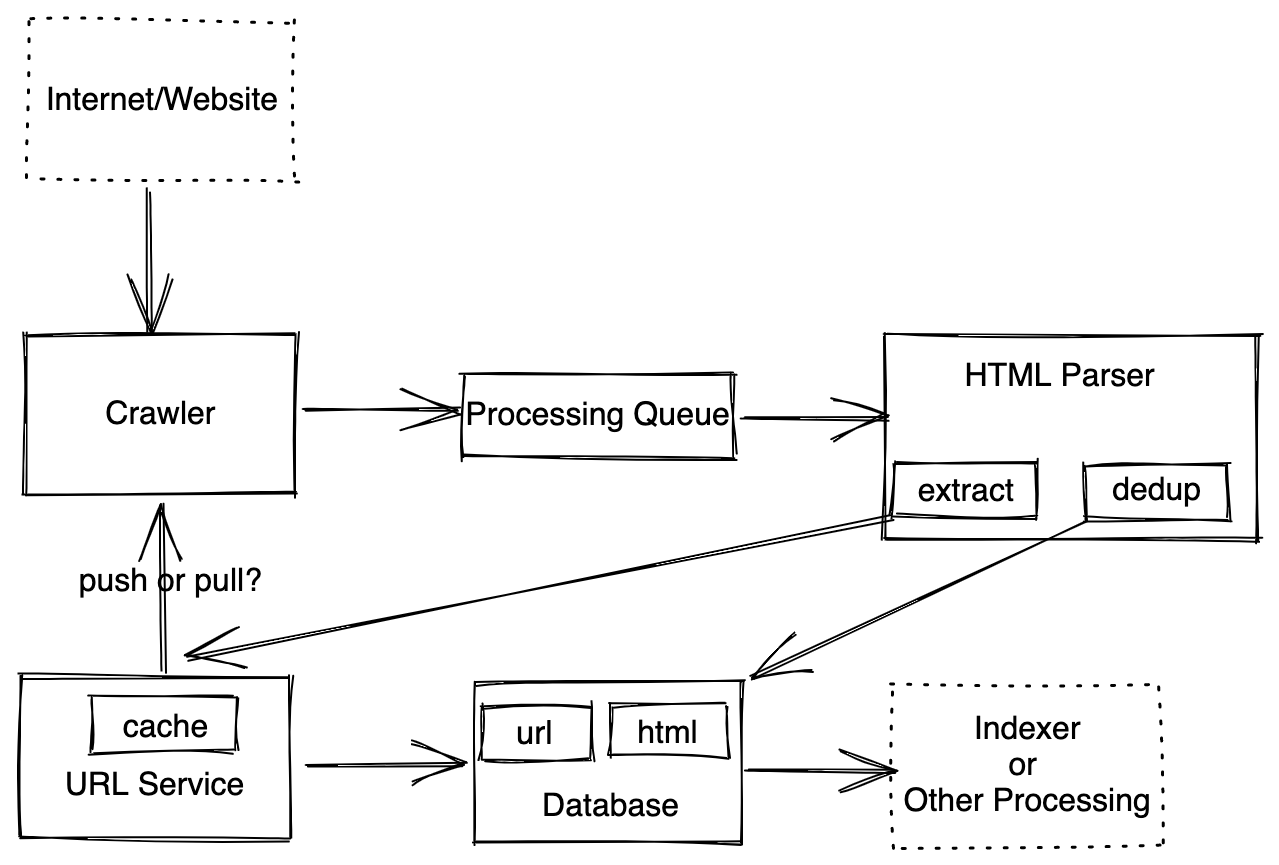 Internet/Website
Crawler
Processing Queue
HTML Parser
extract
dedup
push or pull?
cache
URL Service
url
html
Database
Indexer
or
Other Processing